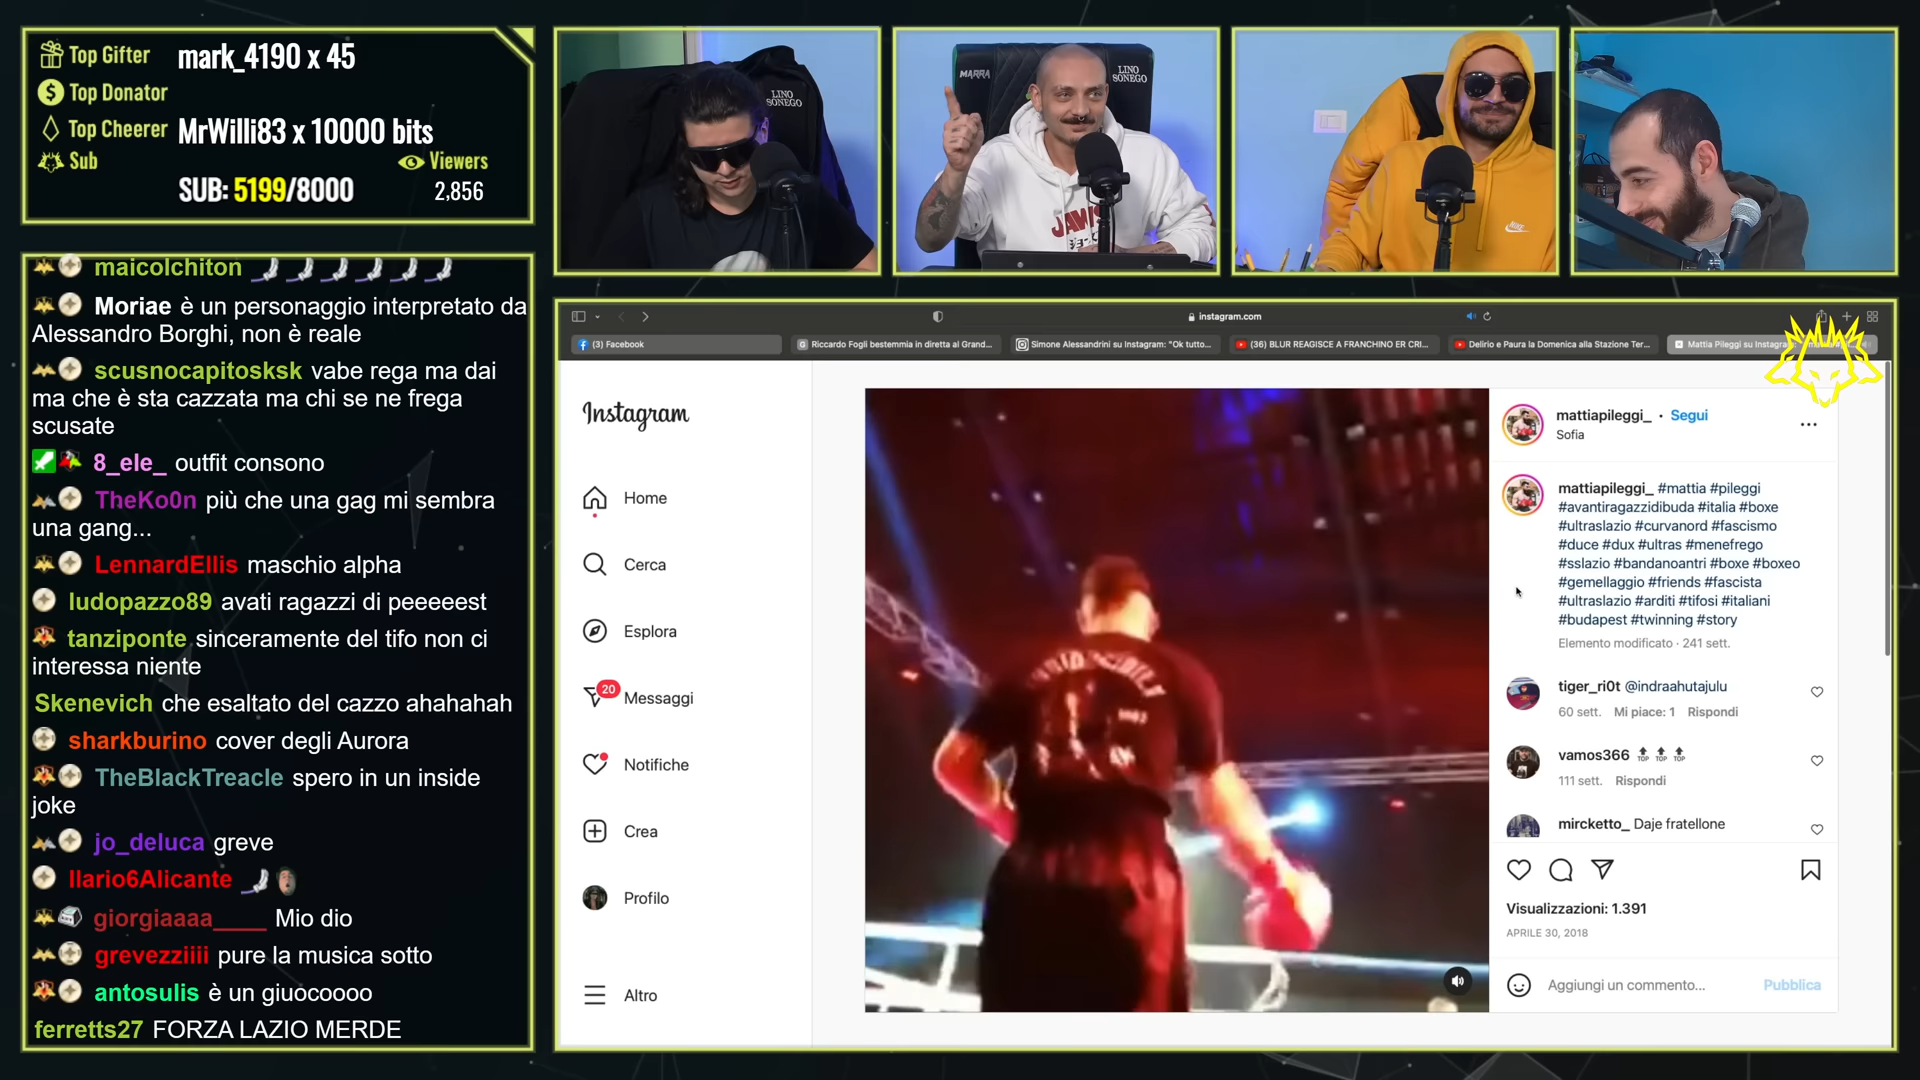 Top Gifter mark_4190 x 45
Top Donator
Top Cheerer MrWilli83 x 10000 bits
Sub Viewers
SUB: 5199/8000 2,856
maicolchiton
Moriae è un personaggio interpretato da
Alessandro Borghi, non è reale
scusnocapitosksk vabe rega ma dai
ma che è sta cazzata ma chi se ne frega
scusate
8_ele_ outfit consono
TheKo0n più che una gag mi sembra
una gang...
LennardEllis maschio alpha
ludopazzo89 avati ragazzi di peeeeest
tanziponte sinceramente del tifo non ci
interessa niente
Skenevich che esaltato del cazzo ahahahah
sharkburino cover degli Aurora
TheBlackTreacle spero in un inside
joke
jo_deluca greve
Ilario6Alicante
giorgiaaaa____ Mio dio
grevezziiii pure la musica sotto
antosulis è un giuocoooo
ferretts27 FORZA LAZIO MERDE
LINO
SONEGO
MARRA
LINO
SONEGO
instagram.com
(3) Facebook
Riccardo Fogli bestemmia in diretta al Grand...
Simone Alessandrini su Instagram: "Ok tutto...
(36) BLUR REAGISCE A FRANCHINO ER CRI...
Delirio e Paura la Domenica alla Stazione Ter...
Mattia Pileggi su Instagram:
Instagram
Home
Cerca
Esplora
20
Messaggi
Notifiche
Crea
Profilo
Altro
mattiapileggi_ • Segui
Sofia
mattiapileggi_ #mattia #pileggi
#avantiragazzidibuda #italia #boxe
#ultraslazio #curvanord #fascismo
#duce #dux #ultras #menefrego
#sslazio #bandanoantri #boxe #boxeo
#gemellaggio #friends #fascista
#ultraslazio #arditi #tifosi #italiani
#budapest #twinning #story
Elemento modificato · 241 sett.
tiger_ri0t @indraahutajulu
60 sett. Mi piace: 1 Rispondi
vamos366 🔝🔝🔝
111 sett. Rispondi
mircketto_ Daje fratellone
Visualizzazioni: 1.391
APRILE 30, 2018
Aggiungi un commento... Pubblica